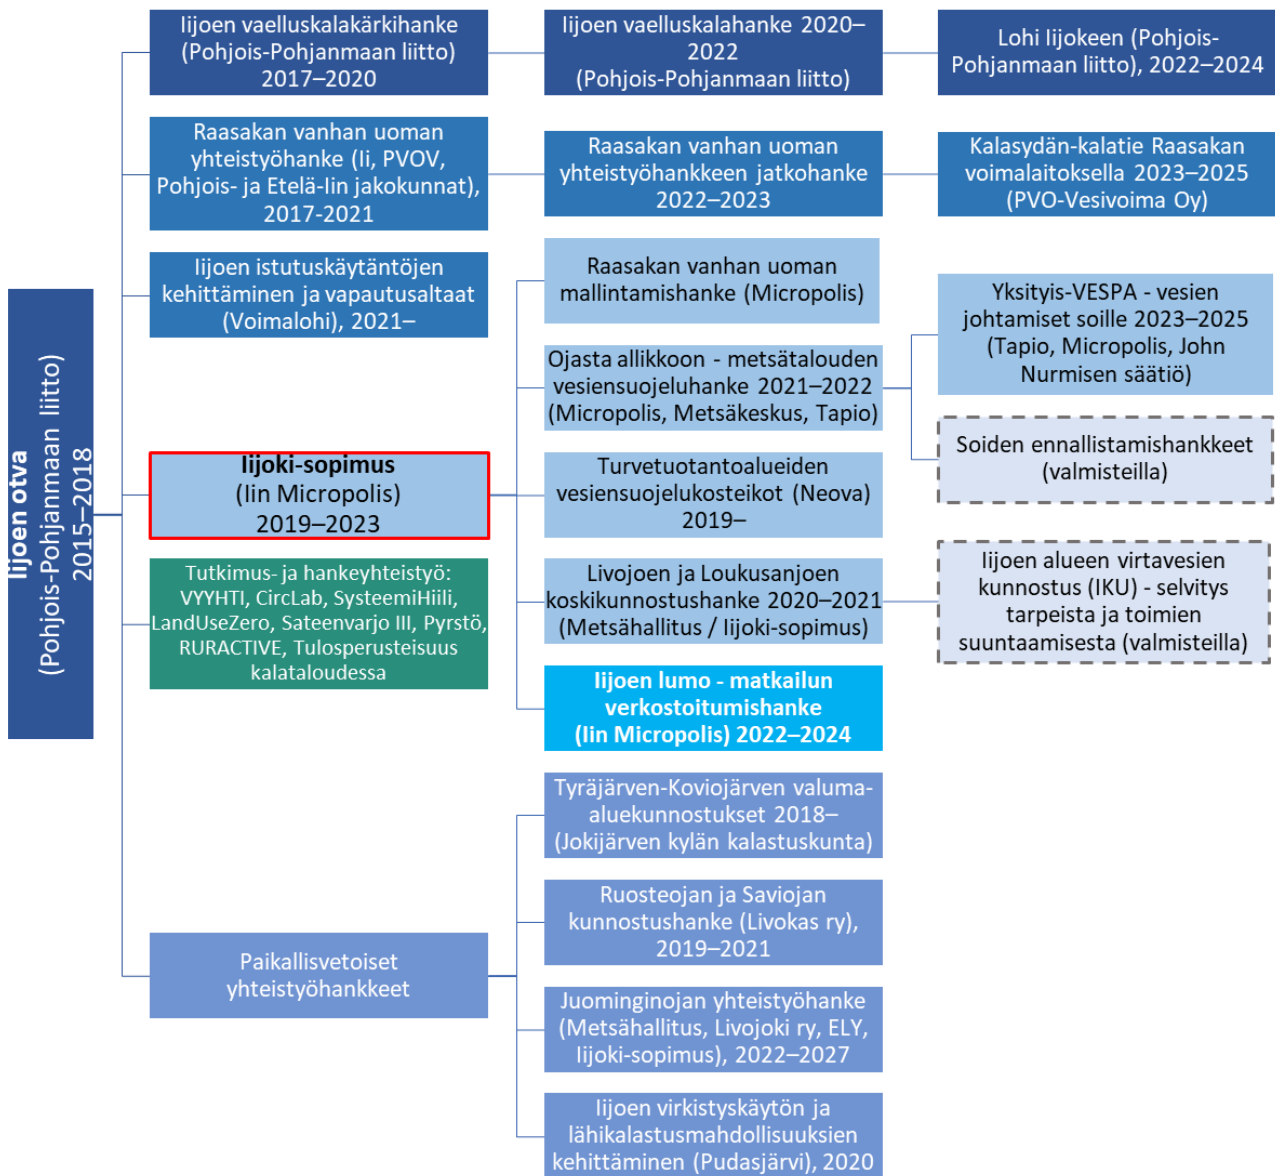 Iijoen otva
(Pohjois-Pohjanmaan liitto)
2015–2018
Iijoen vaelluskalakärkihanke
(Pohjois-Pohjanmaan liitto)
2017–2020
Iijoen vaelluskalahanke 2020–
2022
(Pohjois-Pohjanmaan liitto)
Lohi Iijokeen (Pohjois-
Pohjanmaan liitto), 2022–2024
Raasakan vanhan uoman
yhteistyöhanke (Ii, PVOV,
Pohjois- ja Etelä-Iin jakokunnat),
2017-2021
Raasakan vanhan uoman
yhteistyöhankkeen jatkohanke
2022–2023
Kalasydän-kalatie Raasakan
voimalaitoksella 2023–2025
(PVO-Vesivoima Oy)
Iijoen istutuskäytäntöjen
kehittäminen ja vapautusaltaat
(Voimalohi), 2021–
Iijoki-sopimus
(Iin Micropolis)
2019–2023
Raasakan vanhan uoman
mallintamishanke (Micropolis)
Ojasta allikkoon - metsätalouden
vesiensuojeluhanke 2021–2022
(Micropolis, Metsäkeskus, Tapio)
Yksityis-VESPA - vesien
johtamiset soille 2023–2025
(Tapio, Micropolis, John
Nurmisen säätiö)
Soiden ennallistamishankkeet
(valmisteilla)
Turvetuotantoalueiden
vesiensuojelukosteikot (Neova)
2019–
Livojoen ja Loukusanjoen
koskikunnostushanke 2020–2021
(Metsähallitus / Iijoki-sopimus)
Iijoen alueen virtavesien
kunnostus (IKU) - selvitys
tarpeista ja toimien
suuntaamisesta (valmisteilla)
Iijoen lumo - matkailun
verkostoitumishanke
(Iin Micropolis) 2022–2024
Tutkimus- ja hankeyhteistyö:
VYYHTI, CircLab, SysteemiHiili,
LandUseZero, Sateenvarjo III, Pyrstö,
RURACTIVE, Tulosperusteisuus
kalataloudessa
Paikallisvetoiset
yhteistyöhankkeet
Tyräjärven-Koviojärven valuma-
aluekunnostukset 2018–
(Jokijärven kylän kalastuskunta)
Ruosteojan ja Saviojan
kunnostushanke (Livokas ry),
2019–2021
Juominginojan yhteistyöhanke
(Metsähallitus, Livojoki ry, ELY,
Iijoki-sopimus), 2022–2027
Iijoen virkistyskäytön ja
lähikalastusmahdollisuuksien
kehittäminen (Pudasjärvi), 2020